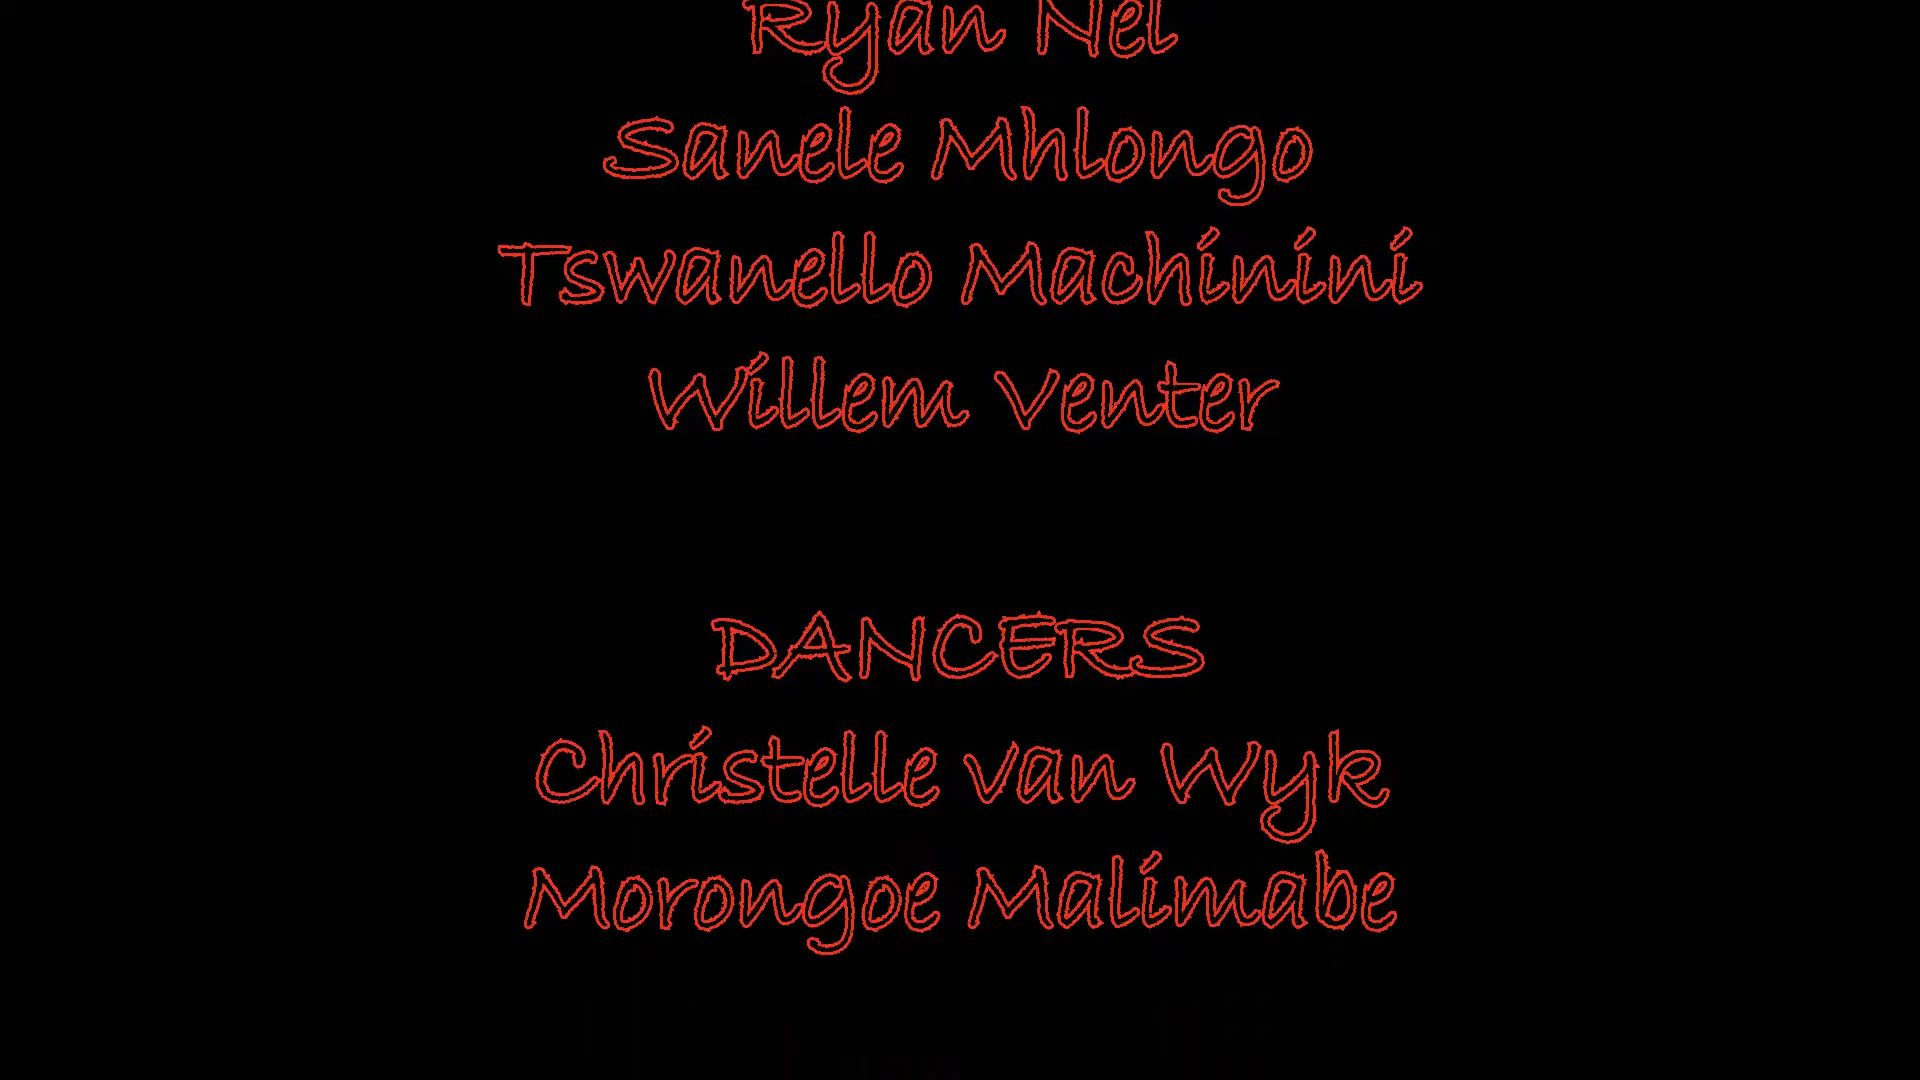 Ryan Nel
Sanele Mhlongo
Tswanello Machinini
Willem Venter
DANCERS
Christelle van Wyk
Morongoe Malimabe